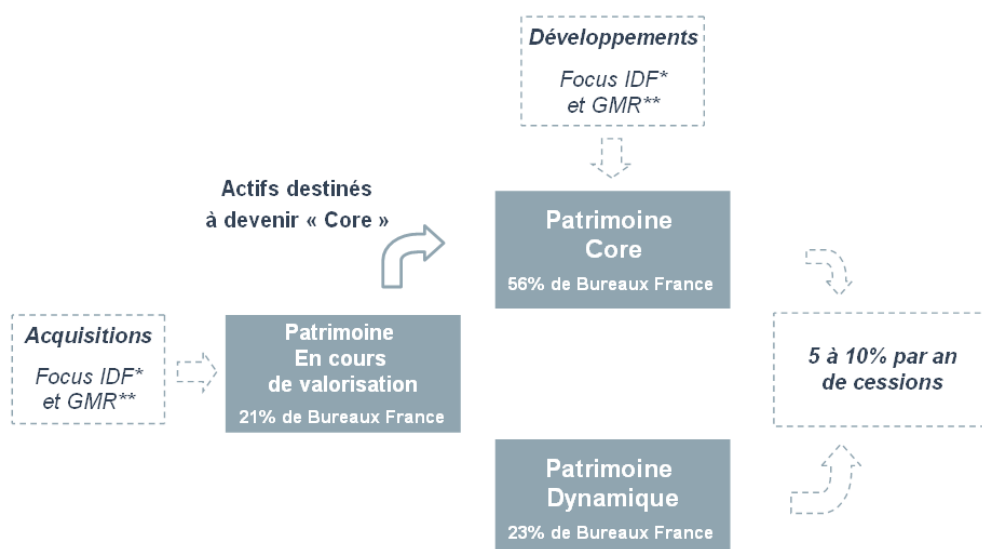 Développements
Focus IDF*
et GMR**
Actifs destinés
à devenir « Core »
Patrimoine
Core
56% de Bureaux France
Acquisitions
Focus IDF*
et GMR**
Patrimoine
En cours
de valorisation
21% de Bureaux France
5 à 10% par an
de cessions
Patrimoine
Dynamique
23% de Bureaux France